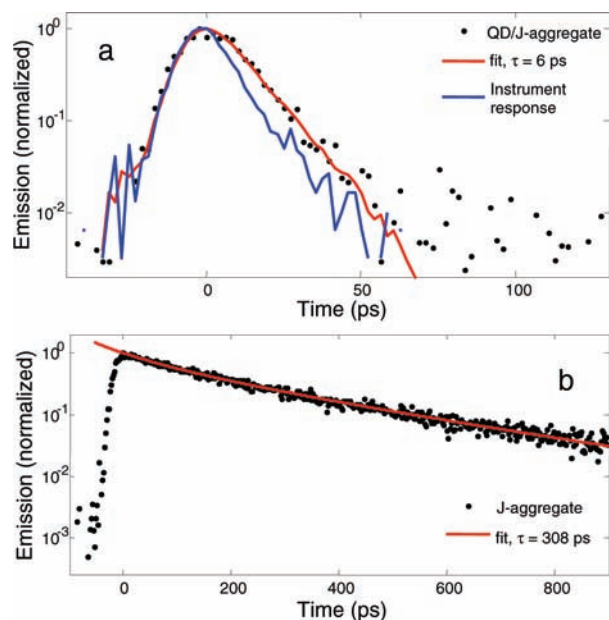 a
QD/J-aggregate
fit, τ = 6 ps
Instrument
response
Emission (normalized)
10⁰
10⁻¹
10⁻²
0
50
100
Time (ps)
b
J-aggregate
fit, τ = 308 ps
Emission (normalized)
10⁰
10⁻¹
10⁻²
10⁻³
0
200
400
600
800
Time (ps)